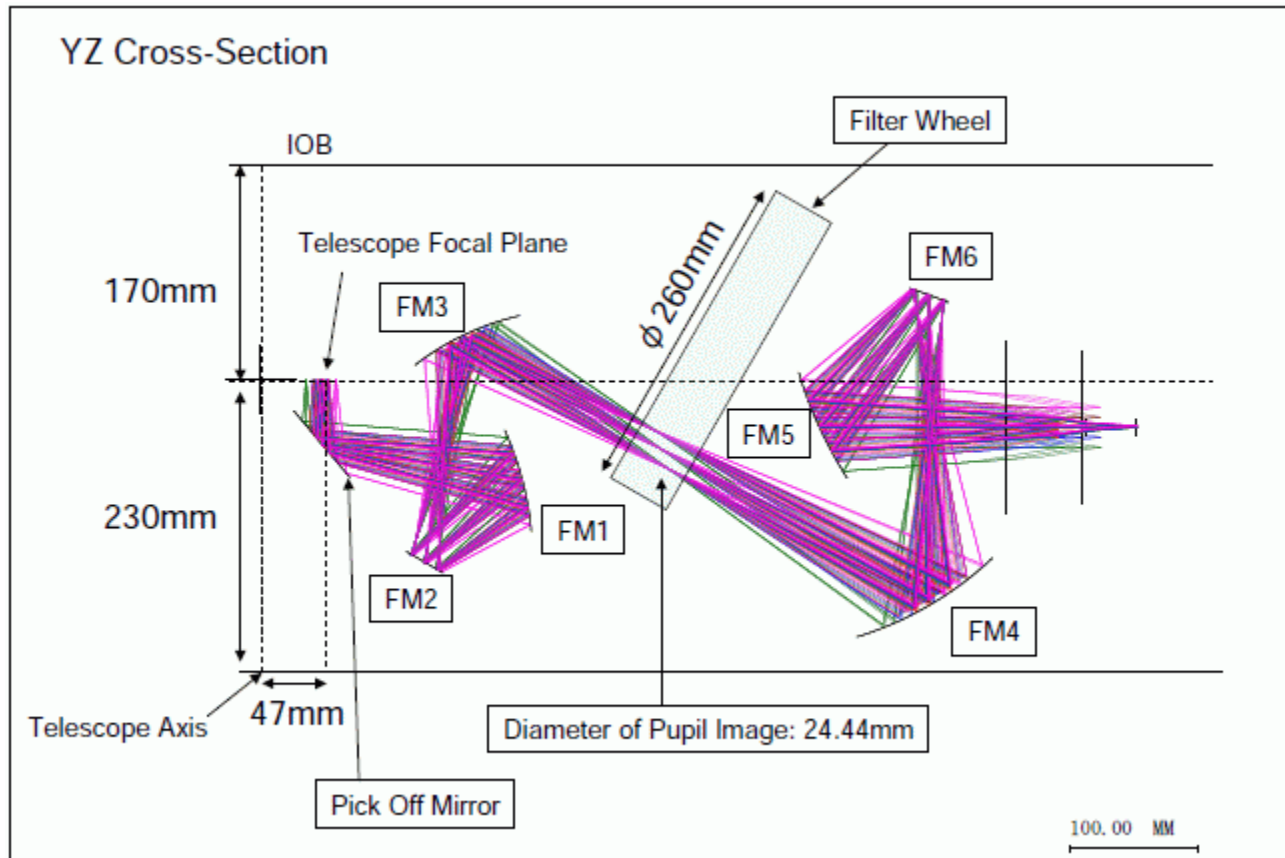 YZ Cross-Section
Filter Wheel
IOB
Telescope Focal Plane
FM6
170mm
FM3
ϕ260mm
FM5
230mm
FM1
FM2
FM4
47mm
Telescope Axis
Diameter of Pupil Image: 24.44mm
Pick Off Mirror
100.00 MM